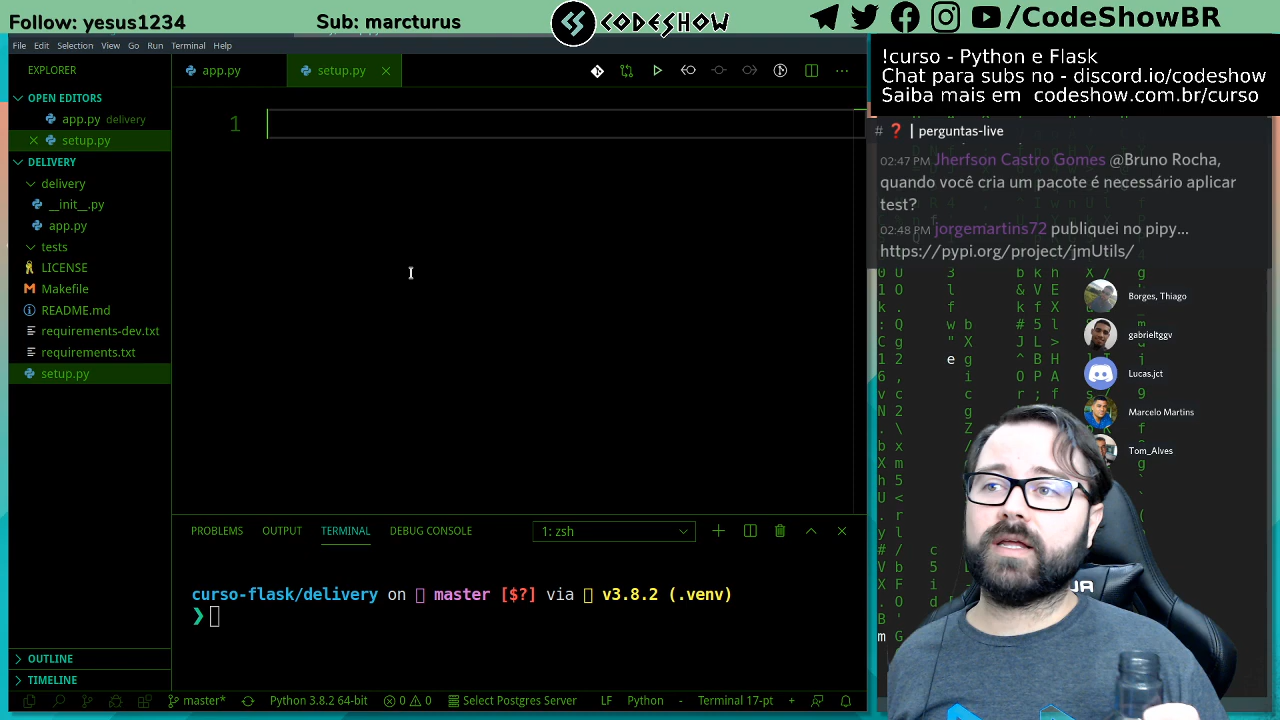 Follow: yesus1234
Sub: marcturus
CODESHOW
/CodeShowBR
File Edit Selection View Go Run Terminal Help
EXPLORER
OPEN EDITORS
app.py delivery
setup.py
DELIVERY
delivery
__init__.py
app.py
tests
LICENSE
Makefile
README.md
requirements-dev.txt
requirements.txt
setup.py
OUTLINE
TIMELINE
app.py
setup.py
1
PROBLEMS OUTPUT TERMINAL DEBUG CONSOLE
1: zsh
curso-flask/delivery on master [$?] via v3.8.2 (.venv)
❯
master* Python 3.8.2 64-bit 0 0 Select Postgres Server LF Python - Terminal 17-pt +
!curso - Python e Flask
Chat para subs no - discord.io/codeshow
Saiba mais em codeshow.com.br/curso
# ❓ | perguntas-live
02:47 PM Jherfson Castro Gomes @Bruno Rocha,
quando você cria um pacote é necessário aplicar
test?
02:48 PM jorgemartins72 publiquei no pipy...
https://pypi.org/project/jmUtils/
Borges, Thiago
gabrieltggv
Lucas.jct
Marcelo Martins
Tom_Alves